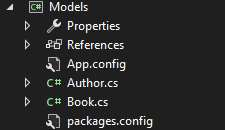 C# Models
Properties
References
App.config
C# Author.cs
C# Book.cs
packages.config